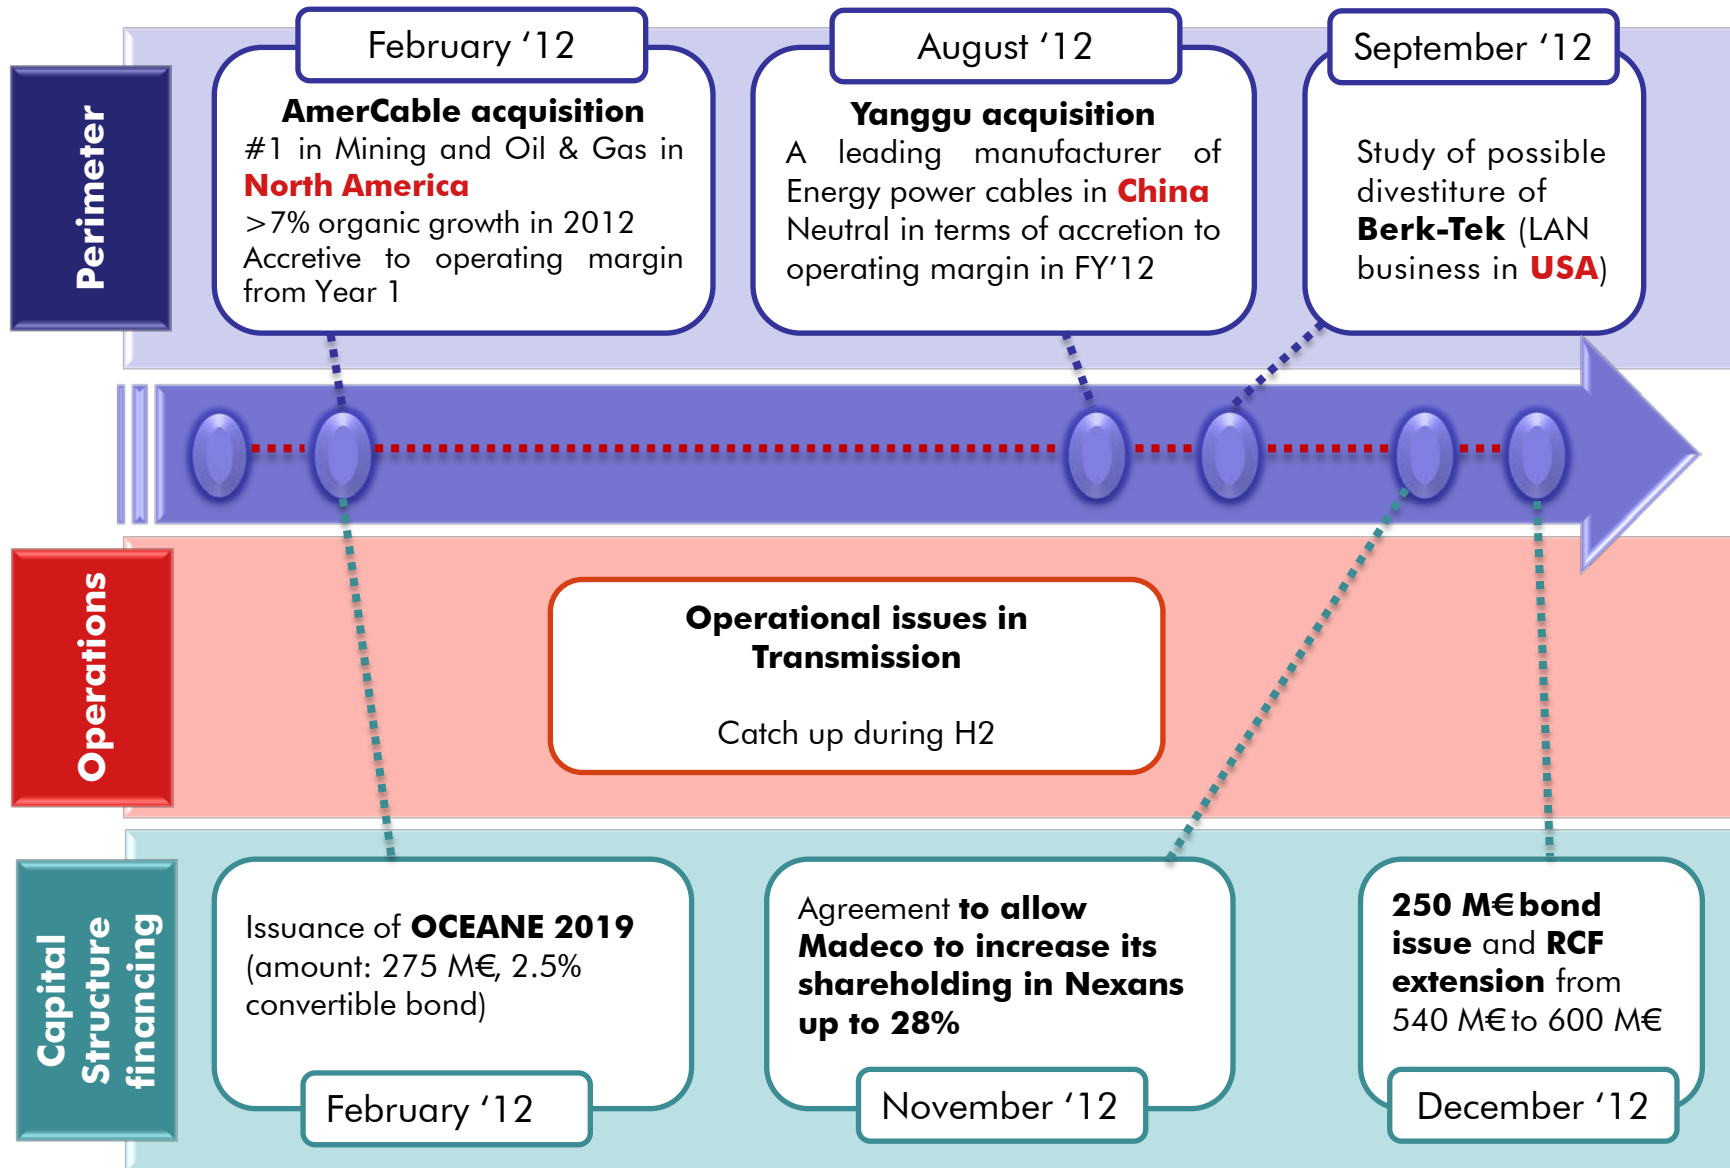 Perimeter
February ‘12
AmerCable acquisition
#1 in Mining and Oil & Gas in
North America
>7% organic growth in 2012
Accretive to operating margin
from Year 1
August ‘12
Yanggu acquisition
A leading manufacturer of
Energy power cables in China
Neutral in terms of accretion to
operating margin in FY’12
September ‘12
Study of possible
divestiture of
Berk-Tek (LAN
business in USA)
Operations
Operational issues in
Transmission
Catch up during H2
Capital
Structure
financing
Issuance of OCEANE 2019
(amount: 275 M€, 2.5%
convertible bond)
February ‘12
Agreement to allow
Madeco to increase its
shareholding in Nexans
up to 28%
November ‘12
250 M€ bond
issue and RCF
extension from
540 M€ to 600 M€
December ‘12